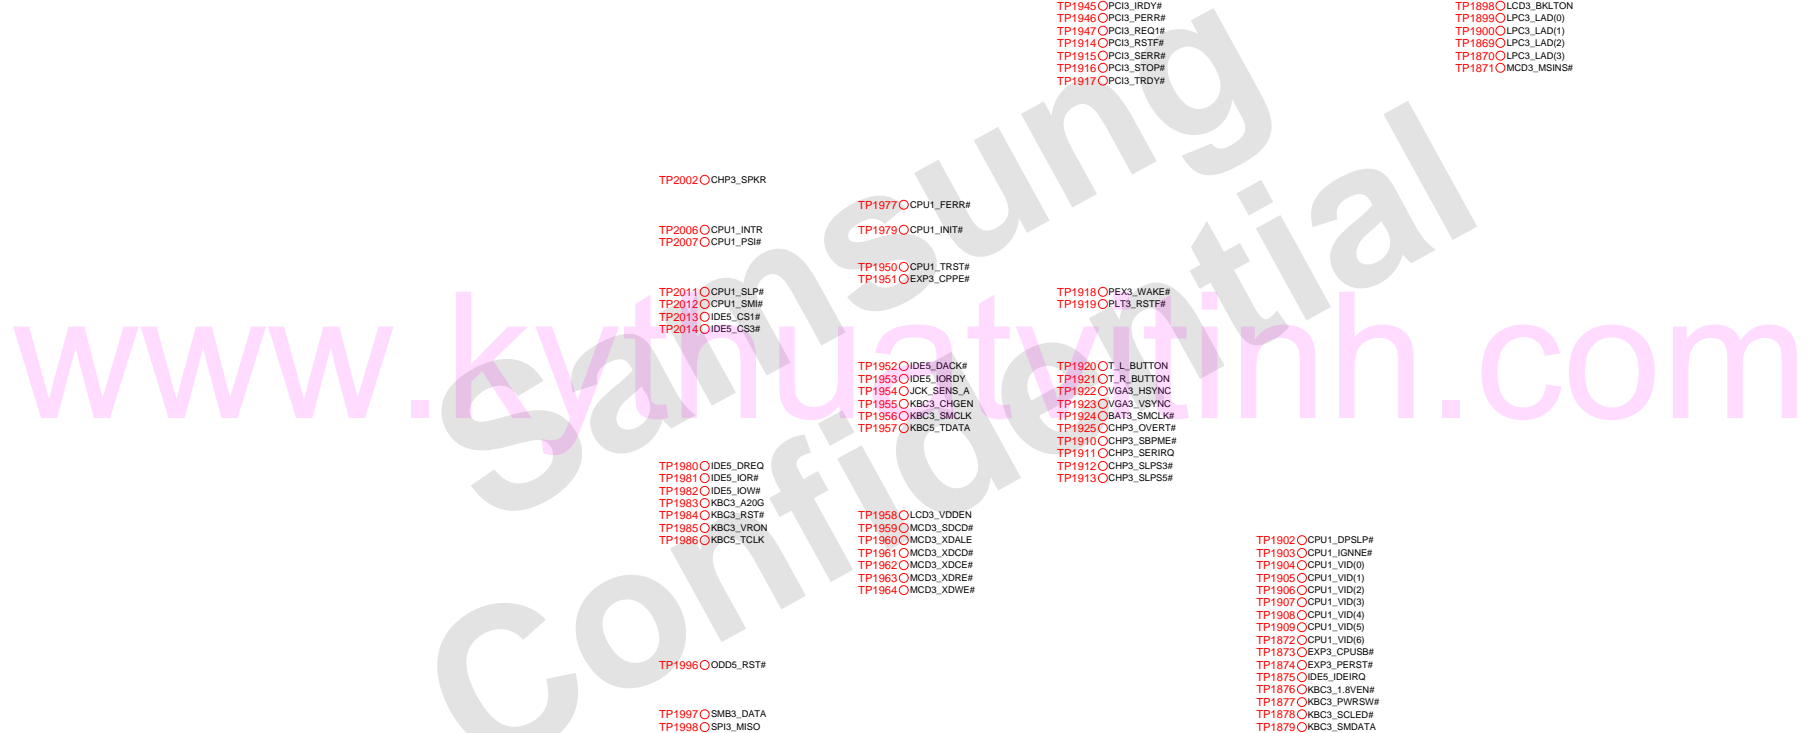 TP1945 PCI3_IRDY#
TP1946 PCI3_PERR#
TP1947 PCI3_REQ1#
TP1914 PCI3_RSTF#
TP1915 PCI3_SERR#
TP1916 PCI3_STOP#
TP1917 PCI3_TRDY#
TP1898 LCD3_BKLTON
TP1899 LPC3_LAD(0)
TP1900 LPC3_LAD(1)
TP1869 LPC3_LAD(2)
TP1870 LPC3_LAD(3)
TP1871 MCD3_MSINS#
TP2002 CHP3_SPKR
TP2006 CPU1_INTR
TP2007 CPU1_PSI#
TP2011 CPU1_SLP#
TP2012 CPU1_SMI#
TP2013 IDE5_CS1#
TP2014 IDE5_CS3#
TP1980 IDE5_DREQ
TP1981 IDE5_IOR#
TP1982 IDE5_IOW#
TP1983 KBC3_A20G
TP1984 KBC3_RST#
TP1985 KBC3_VRON
TP1986 KBC5_TCLK
TP1996 ODD5_RST#
TP1997 SMB3_DATA
TP1998 SPI3_MISO
TP1977 CPU1_FERR#
TP1979 CPU1_INIT#
TP1950 CPU1_TRST#
TP1951 EXP3_CPPE#
TP1952 IDE5_DACK#
TP1953 IDE5_IORDY
TP1954 JCK_SENS_A
TP1955 KBC3_CHGEN
TP1956 KBC3_SMCLK
TP1957 KBC5_TDATA
TP1958 LCD3_VDDEN
TP1959 MCD3_SDCD#
TP1960 MCD3_XDALE
TP1961 MCD3_XDCD#
TP1962 MCD3_XDCE#
TP1963 MCD3_XDRE#
TP1964 MCD3_XDWE#
TP1918 PEX3_WAKE#
TP1919 PLT3_RSTF#
TP1920 T_L_BUTTON
TP1921 T_R_BUTTON
TP1922 VGA3_HSYNC
TP1923 VGA3_VSYNC
TP1924 BAT3_SMCLK#
TP1925 CHP3_OVERT#
TP1910 CHP3_SBPME#
TP1911 CHP3_SERIRQ
TP1912 CHP3_SLPS3#
TP1913 CHP3_SLPS5#
TP1902 CPU1_DPSLP#
TP1903 CPU1_IGNNE#
TP1904 CPU1_VID(0)
TP1905 CPU1_VID(1)
TP1906 CPU1_VID(2)
TP1907 CPU1_VID(3)
TP1908 CPU1_VID(4)
TP1909 CPU1_VID(5)
TP1872 CPU1_VID(6)
TP1873 EXP3_CPUSB#
TP1874 EXP3_PERST#
TP1875 IDE5_IDEIRQ
TP1876 KBC3_1.8VEN#
TP1877 KBC3_PWRSW#
TP1878 KBC3_SCLED#
TP1879 KBC3_SMDATA
Samsung
Confidential
www.kythuatvitinh.com